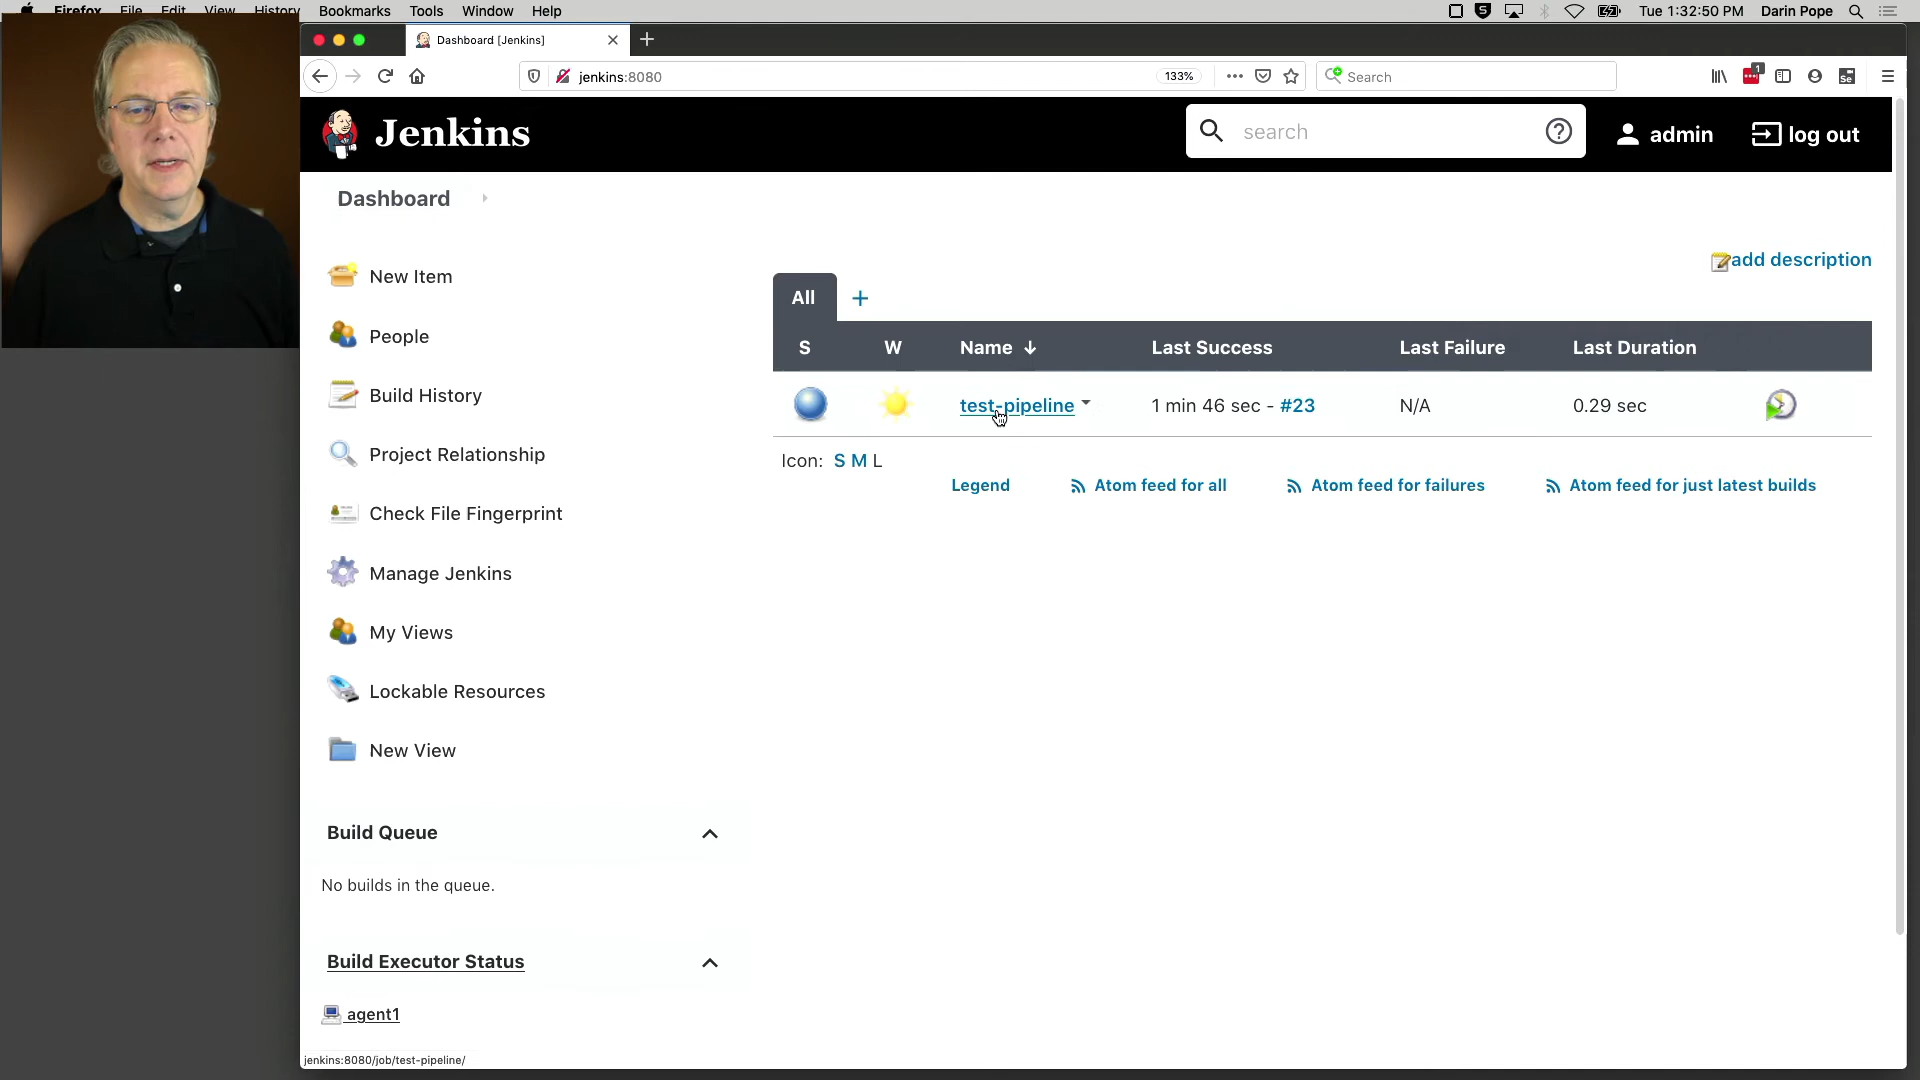 Firefox File Edit View History Bookmarks Tools Window Help
Tue 1:32:50 PM Darin Pope
Dashboard [Jenkins]
jenkins:8080
133%
Search
1
Se
Jenkins
search
admin
log out
Dashboard
add description
New Item
People
Build History
Project Relationship
Check File Fingerprint
Manage Jenkins
My Views
Lockable Resources
New View
All +
S W Name ↓ Last Success Last Failure Last Duration
test-pipeline 1 min 46 sec - #23 N/A 0.29 sec
Icon: S M L
Legend Atom feed for all Atom feed for failures Atom feed for just latest builds
Build Queue
No builds in the queue.
Build Executor Status
agent1
jenkins:8080/job/test-pipeline/